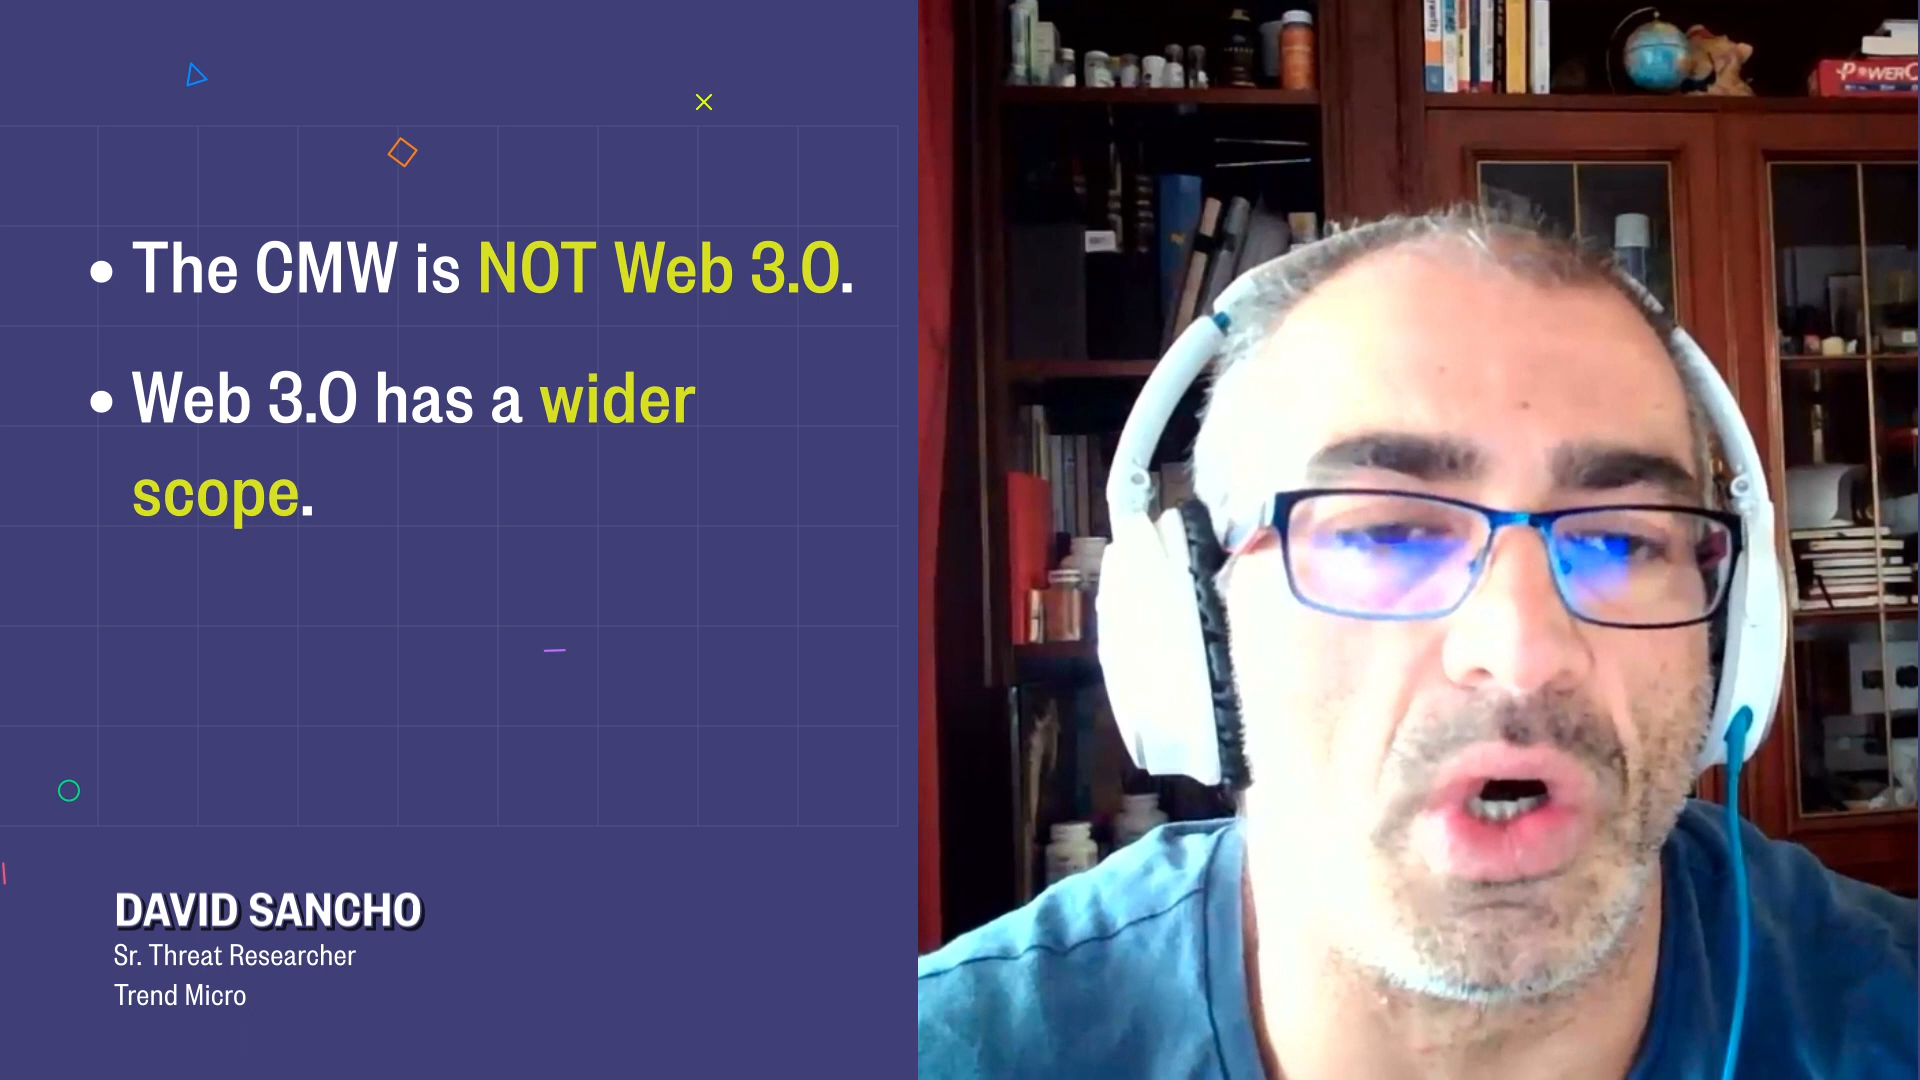 • The CMW is NOT Web 3.0.
• Web 3.0 has a wider
scope.
DAVID SANCHO
Sr. Threat Researcher
Trend Micro